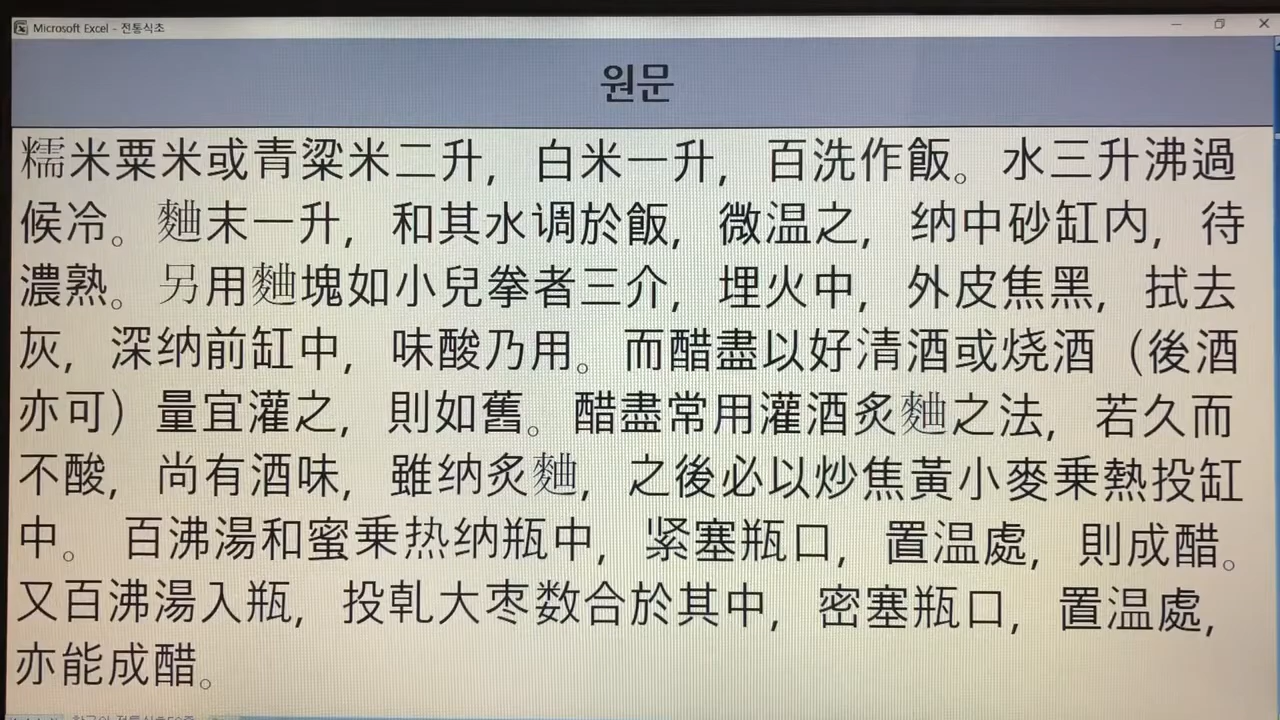 Microsoft Excel - 전통식초
원문
糯米粟米或青粱米二升, 白米一升, 百洗作飯。水三升沸過
候冷。麯末一升, 和其水调於飯, 微温之, 纳中砂缸内, 待
濃熟。另用麯塊如小兒拳者三介, 埋火中, 外皮焦黑, 拭去
灰, 深纳前缸中, 味酸乃用。而醋盡以好清酒或烧酒（後酒
亦可）量宜灌之, 則如舊。醋盡常用灌酒炙麯之法, 若久而
不酸, 尚有酒味, 雖纳炙麯, 之後必以炒焦黃小麥乗熱投缸
中。百沸湯和蜜乗热纳瓶中, 紧塞瓶口, 置温處, 則成醋。
又百沸湯入瓶, 投乹大枣数合於其中, 密塞瓶口, 置温處,
亦能成醋。